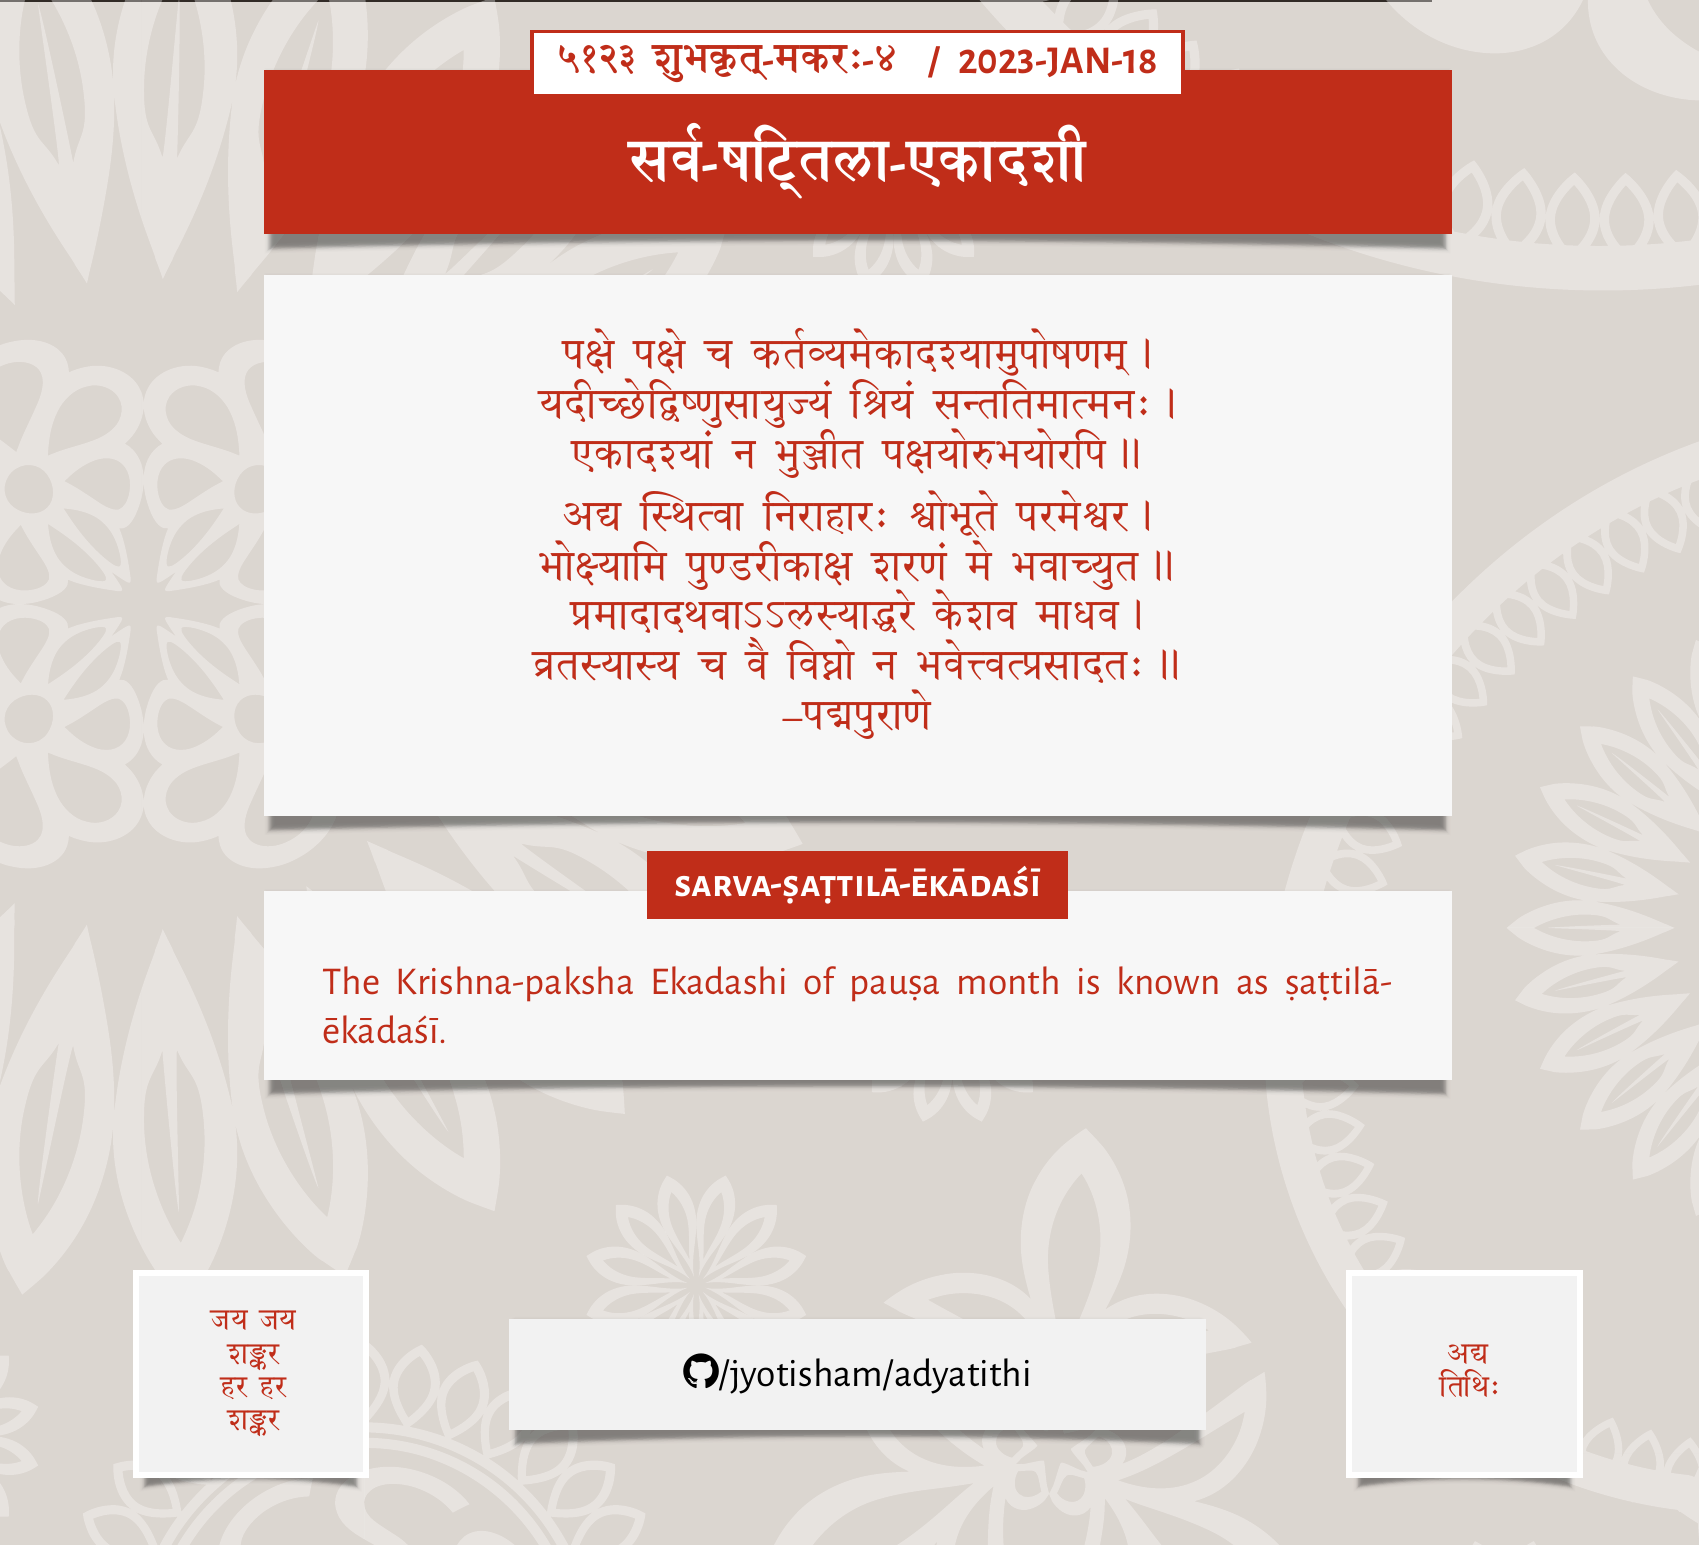 ५१२३ शुभकृत्-मकरः-४ / 2023-JAN-18
सर्व-षट्तिला-एकादशी
पक्षे पक्षे च कर्तव्यमेकादश्यामुपोषणम् ।
यदीच्छेद्विष्णुसायुज्यं श्रियं सन्ततिमात्मनः ।
एकादश्यां न भुञ्जीत पक्षयोरुभयोरपि ॥
अद्य स्थित्वा निराहारः श्वोभूते परमेश्वर ।
भोक्ष्यामि पुण्डरीकाक्ष शरणं मे भवाच्युत ॥
प्रमादादथवाऽऽलस्याद्धरे केशव माधव ।
व्रतस्यास्य च वै विघ्नो न भवेत्त्वत्प्रसादतः ॥
–पद्मपुराणे
SARVA-ṢAṬTILĀ-ĒKĀDAŚĪ
The Krishna-paksha Ekadashi of pauṣa month is known as ṣaṭtilā-
ēkādaśī.
जय जय
शङ्कर
हर हर
शङ्कर
/jyotisham/adyatithi
अद्य
तिथिः